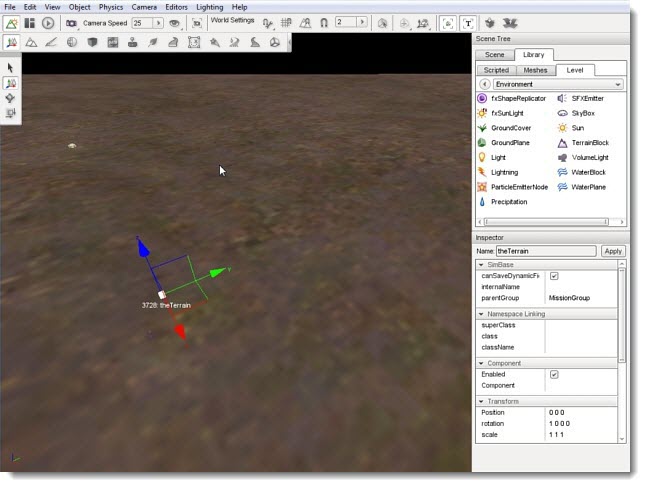 File Edit View Object Physics Camera Editors Lighting Help
Camera Speed 25 World Settings 2
Scene Tree
Scene Library
Scripted Meshes Level
Environment
fxShapeReplicator SFXEmitter
fxSunLight SkyBox
GroundCover Sun
GroundPlane TerrainBlock
Light VolumeLight
Lightning WaterBlock
ParticleEmitterNode WaterPlane
Precipitation
Inspector
Name: theTerrain Apply
SimBase
canSaveDynamicFi
internalName
parentGroup MissionGroup
Namespace Linking
superClass
class
className
Component
Enabled
Component
Transform
Position 0 0 0
rotation 1 0 0 0
scale 1 1 1
Y
3728: theTerrain